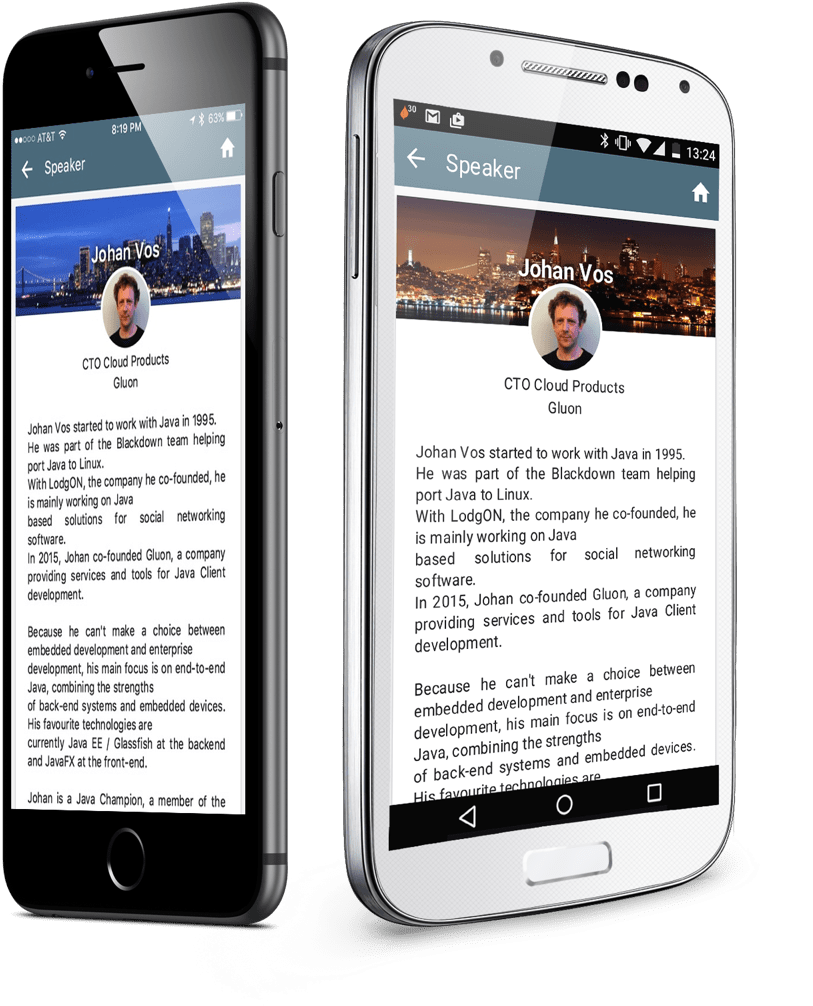 ●●○○○ AT&T 8:19 PM 63%
Speaker
Johan Vos
CTO Cloud Products
Gluon
Johan Vos started to work with Java in 1995.
He was part of the Blackdown team helping
port Java to Linux.
With LodgON, the company he co-founded, he
is mainly working on Java
based solutions for social networking
software.
In 2015, Johan co-founded Gluon, a company
providing services and tools for Java Client
development.
Because he can't make a choice between
embedded development and enterprise
development, his main focus is on end-to-end
Java, combining the strengths
of back-end systems and embedded devices.
His favourite technologies are
currently Java EE / Glassfish at the backend
and JavaFX at the front-end.
Johan is a Java Champion, a member of the
30 13:24
Speaker
Johan Vos
CTO Cloud Products
Gluon
Johan Vos started to work with Java in 1995.
He was part of the Blackdown team helping
port Java to Linux.
With LodgON, the company he co-founded, he
is mainly working on Java
based solutions for social networking
software.
In 2015, Johan co-founded Gluon, a company
providing services and tools for Java Client
development.
Because he can't make a choice between
embedded development and enterprise
development, his main focus is on end-to-end
Java, combining the strengths
of back-end systems and embedded devices.
His favourite technologies are